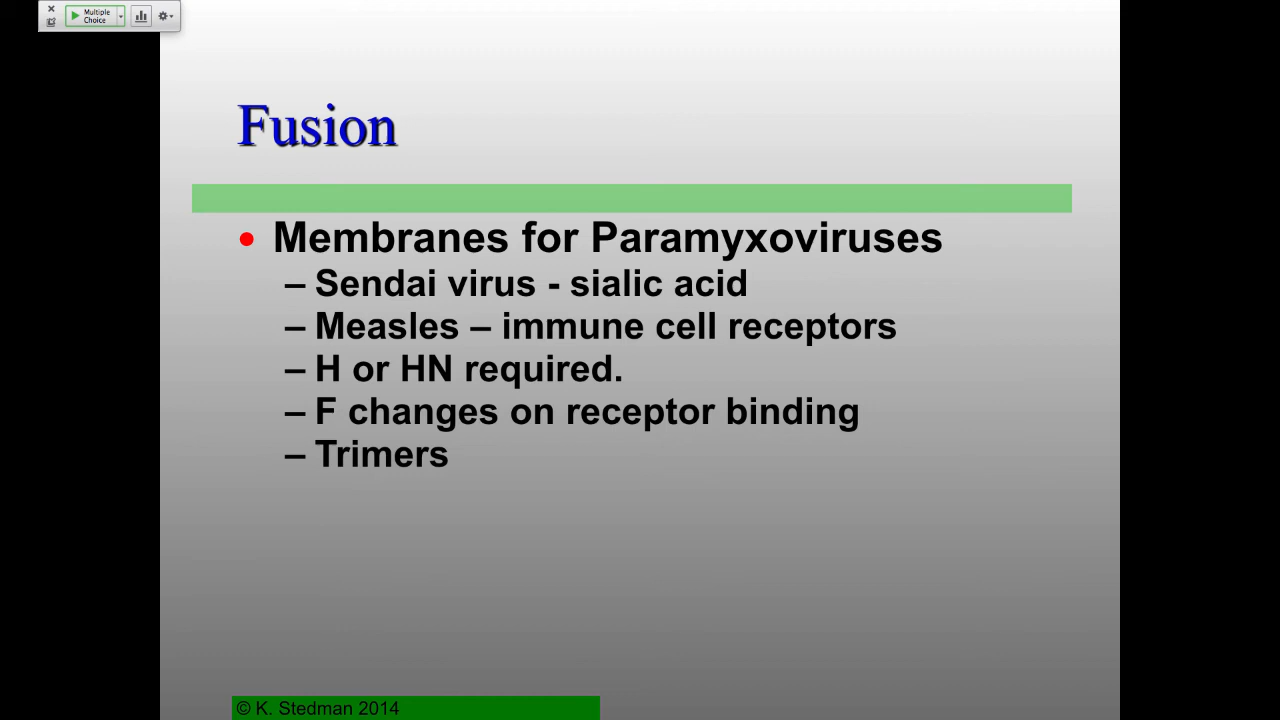 Multiple
Choice
Fusion
• Membranes for Paramyxoviruses
– Sendai virus - sialic acid
– Measles – immune cell receptors
– H or HN required.
– F changes on receptor binding
– Trimers
© K. Stedman 2014